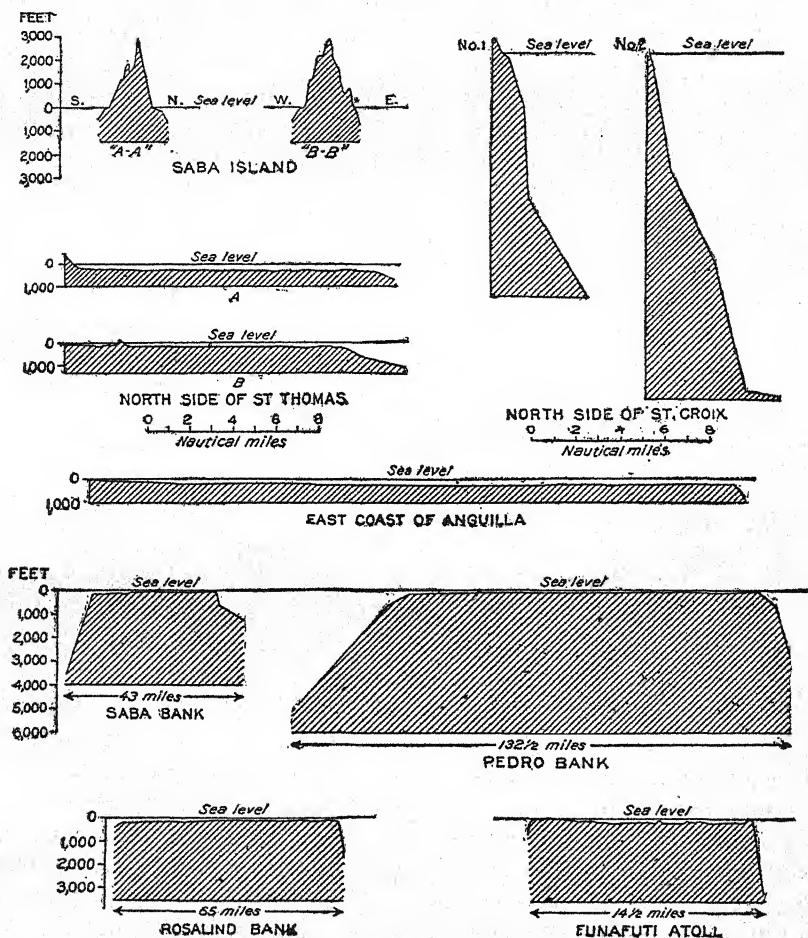 FEET
3000
2,000
1,000
0
1,000
2,000
3,000
S. N. Sea level W. E.
"A-A" "B-B"
SABA ISLAND
No.1. Sea level
No.2. Sea level
Sea level
0
1,000
A
Sea level
0
1,000
B
NORTH SIDE OF ST THOMAS
0 2 4 6 8
Nautical miles
NORTH SIDE OF ST. CROIX
0 2 6 8
Nautical miles
Sea level
0
1,000
EAST COAST OF ANGUILLA
FEET
0
1,000
2,000
3,000
4,000
5,000
6,000
Sea level
43 miles
SABA BANK
Sea level
132½ miles
PEDRO BANK
0
1,000
2,000
3,000
Sea level
65 miles
ROSALIND BANK
Sea level
14½ miles
FUNAFUTI ATOLL